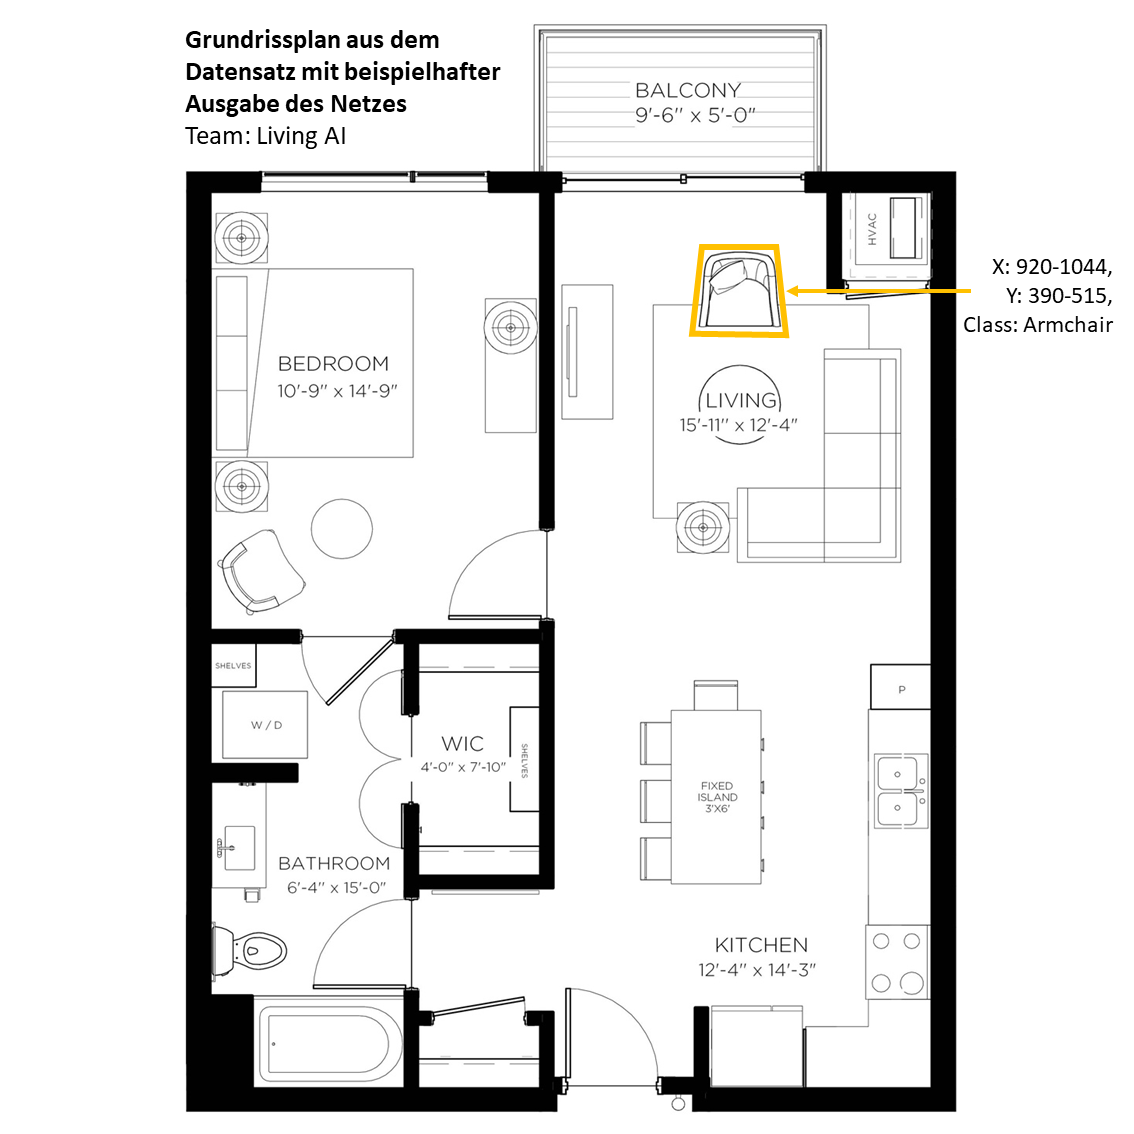 Grundrissplan aus dem
Datensatz mit beispielhafter
Ausgabe des Netzes
Team: Living AI
BALCONY
9'-6" x 5'-0"
HVAC
X: 920-1044,
Y: 390-515,
Class: Armchair
BEDROOM
10'-9" x 14'-9"
LIVING
15'-11" x 12'-4"
SHELVES
W / D
P
WIC
4'-0" x 7'-10"
SHELVES
FIXED
ISLAND
3'X6'
BATHROOM
6'-4" x 15'-0"
KITCHEN
12'-4" x 14'-3"